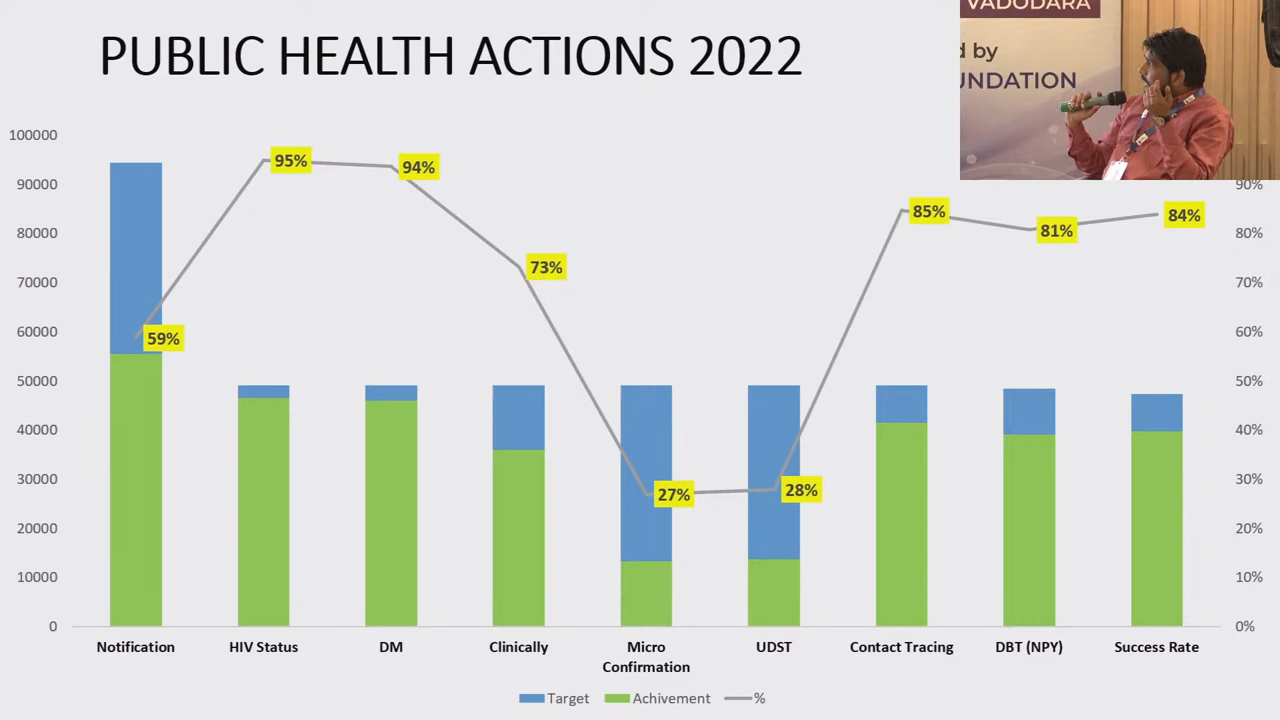 PUBLIC HEALTH ACTIONS 2022
VADODARA
d by
UNDATION
100000
90000
80000
70000
60000
50000
40000
30000
20000
10000
0
95%
94%
73%
59%
27%
28%
85%
81%
84%
90%
80%
70%
60%
50%
40%
30%
20%
10%
0%
Notification
HIV Status
DM
Clinically
Micro
Confirmation
UDST
Contact Tracing
DBT (NPY)
Success Rate
Target
Achivement
%